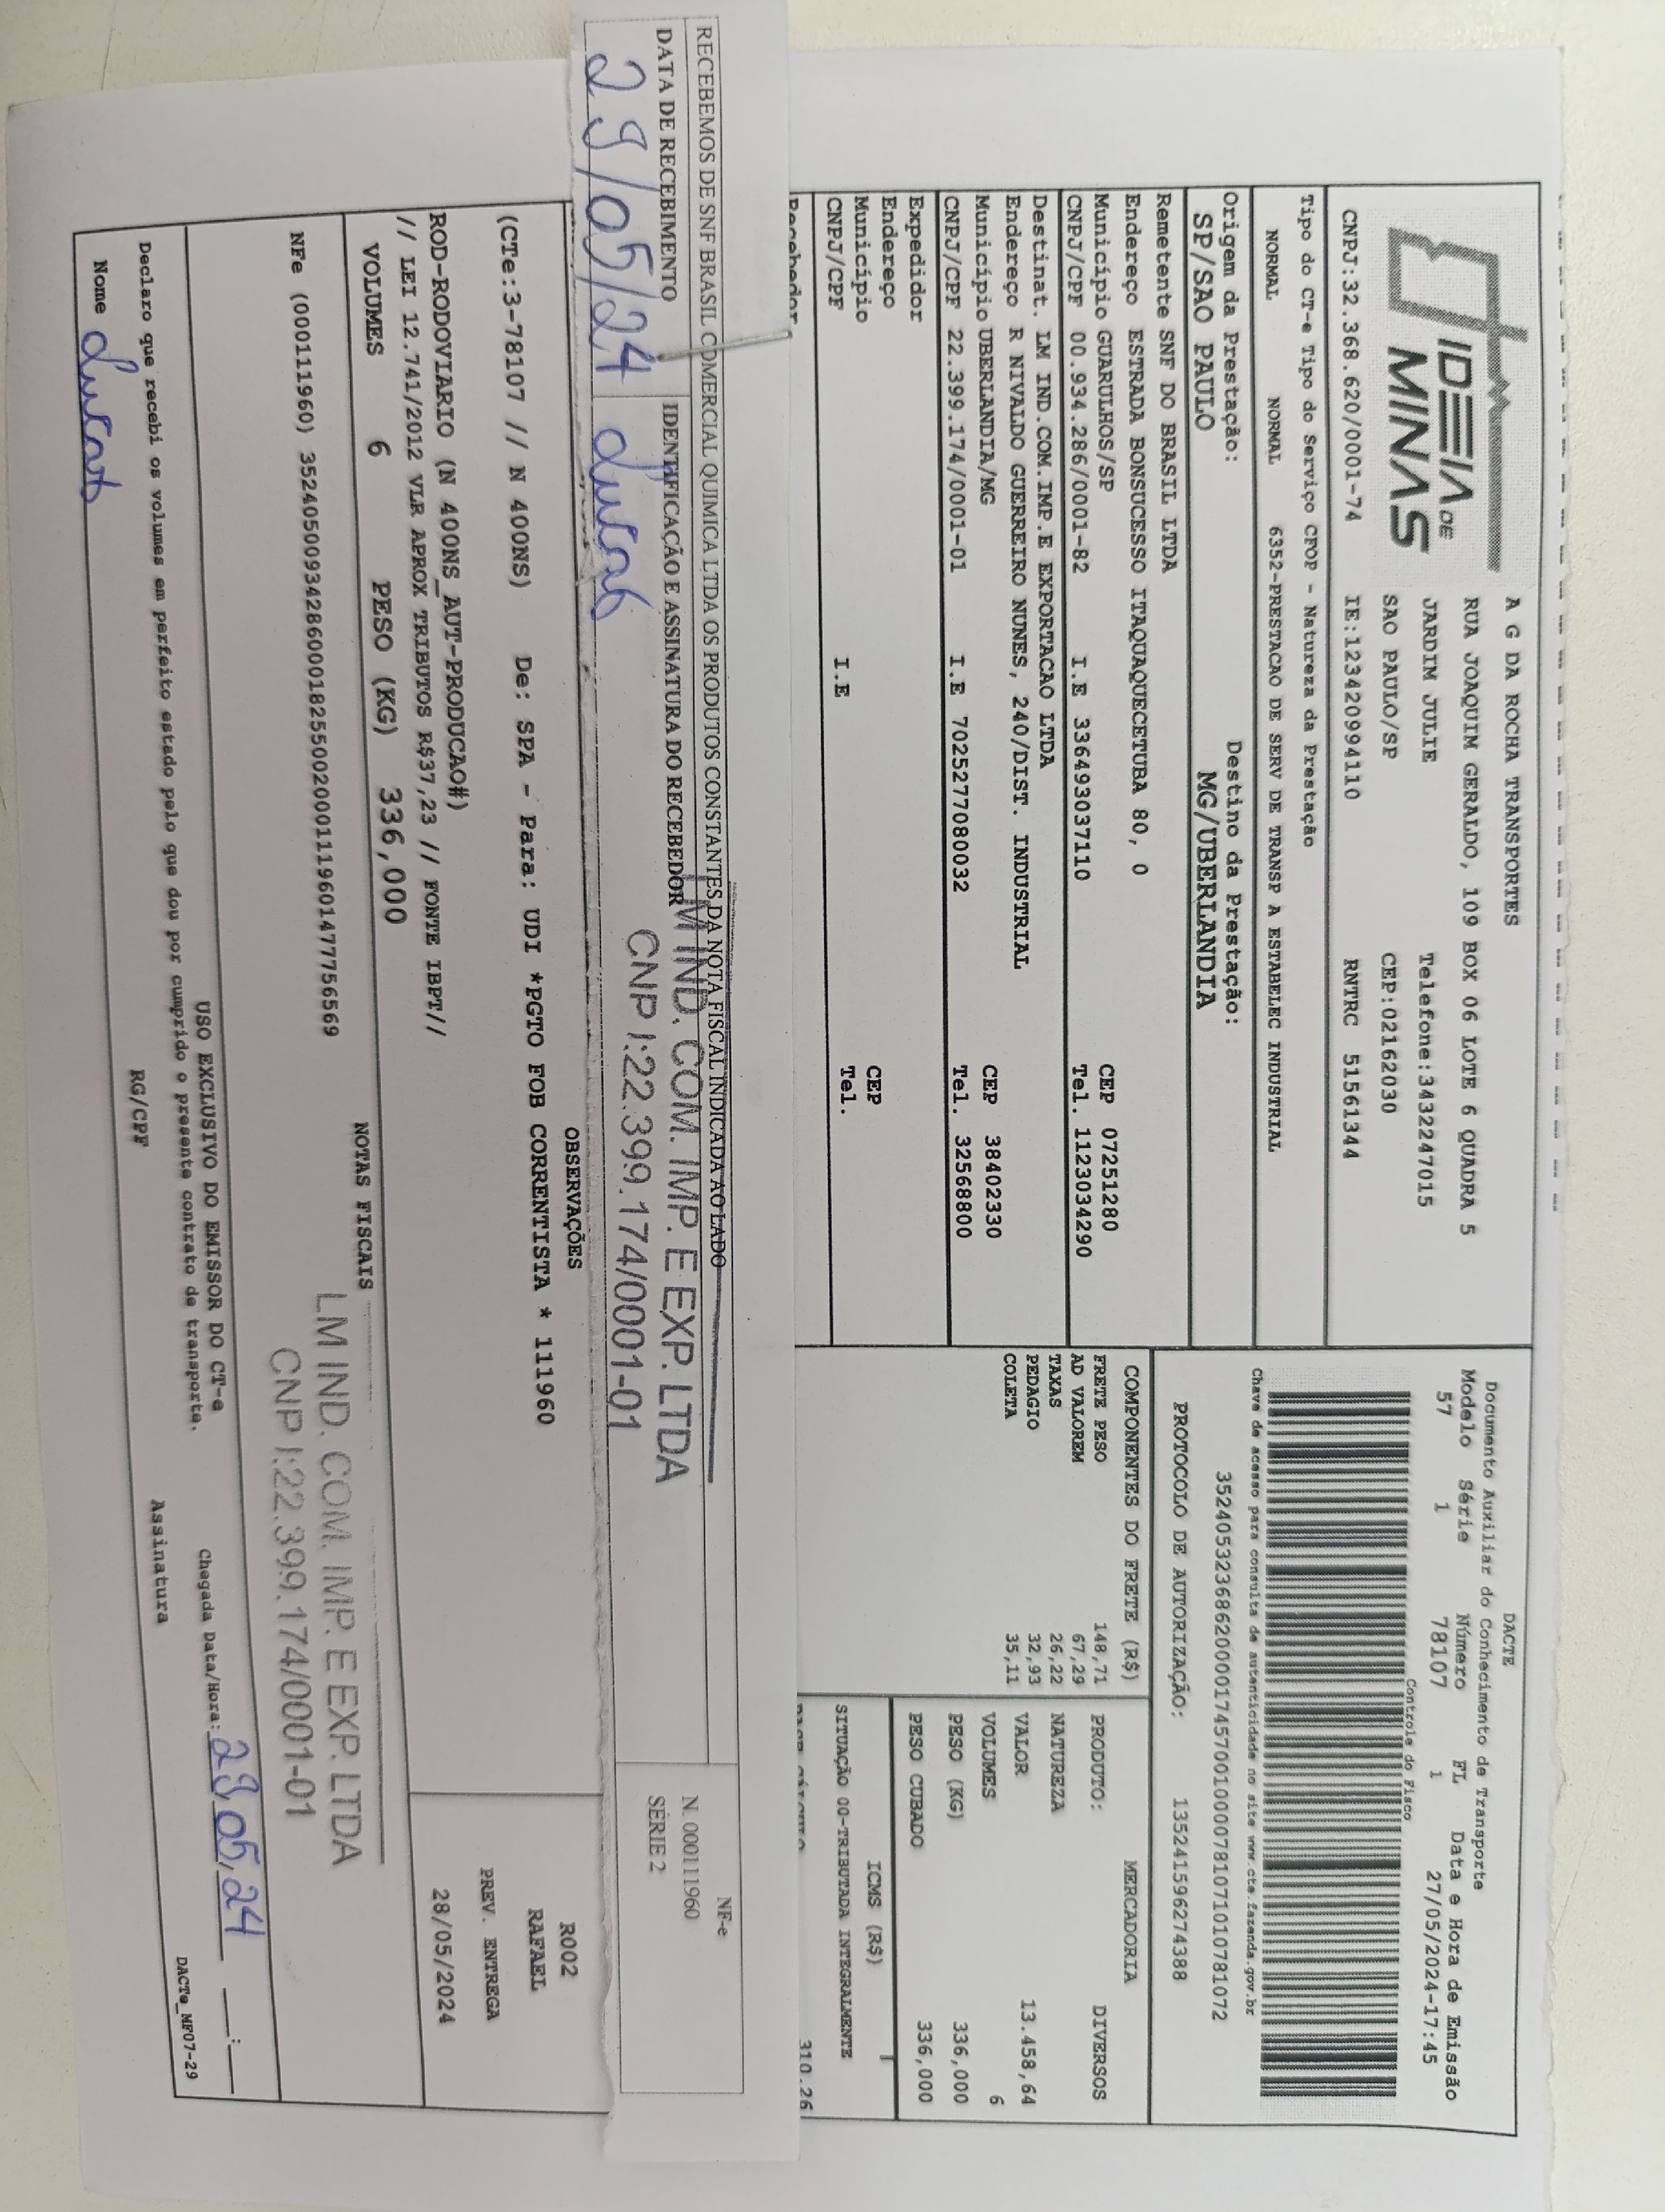 IDEIA DE
MINAS
A G DA ROCHA TRANSPORTES
RUA JOAQUIM GERALDO, 109 BOX 06 LOTE 6 QUADRA 5
JARDIM JULIE Telefone:3432247015
SAO PAULO/SP CEP:02162030
CNPJ:32.368.620/0001-74 IE:123420994110 RNTRC 51561344
Tipo do CT-e Tipo do Serviço CFOP - Natureza da Prestação
NORMAL NORMAL 6352-PRESTACAO DE SERV DE TRANSP A ESTABELEC INDUSTRIAL
Origem da Prestação: Destino da Prestação:
SP/SAO PAULO MG/UBERLANDIA
Remetente SNF DO BRASIL LTDA
Endereço ESTRADA BONSUCESSO ITAQUAQUECETUBA 80, 0
Município GUARULHOS/SP CEP 07251280
CNPJ/CPF 00.934.286/0001-82 I.E 336493037110 Tel. 1123034290
Destinat. LM IND.COM.IMP.E EXPORTACAO LTDA
Endereço R NIVALDO GUERREIRO NUNES, 240/DIST. INDUSTRIAL
Município UBERLANDIA/MG CEP 38402330
CNPJ/CPF 22.399.174/0001-01 I.E 7025277080032 Tel. 32568800
Expedidor
Endereço
Município CEP
CNPJ/CPF I.E Tel.
Recebedor
DACTE
Documento Auxiliar do Conhecimento de Transporte
Modelo Série Número FL Data e Hora de Emissão
57 1 78107 1 27/05/2024-17:45
Controle do Fisco
Chave de acesso para consulta de autenticidade no site www.cte.fazenda.gov.br
35240532368620000174570010000781071010781072
PROTOCOLO DE AUTORIZAÇÃO: 135241596274388
COMPONENTES DO FRETE (R$)
FRETE PESO 148,71
AD VALOREM 67,29
TAXAS 26,22
PEDAGIO 32,93
COLETA 35,11
MERCADORIA
PRODUTO: DIVERSOS
NATUREZA
VALOR 13.458,64
VOLUMES 6
PESO (KG) 336,000
PESO CUBADO 336,000
ICMS (R$)
SITUAÇÃO 00-TRIBUTADA INTEGRALMENTE
310.26
RECEBEMOS DE SNF BRASIL COMERCIAL QUIMICA LTDA OS PRODUTOS CONSTANTES DA NOTA FISCAL INDICADA AO LADO
DATA DE RECEBIMENTO IDENTIFICAÇÃO E ASSINATURA DO RECEBEDOR
29/05/24 Lucas
LM IND. COM. IMP. E EXP. LTDA
CNPJ:22.399.174/0001-01
NF-e
N. 000111960
SÉRIE 2
OBSERVAÇÕES
(CTe:3-78107 // N 400NS) De: SPA - Para: UDI *PGTO FOB CORRENTISTA * 111960
ROD-RODOVIARIO (N 400NS_AUT-PRODUCAO#)
// LEI 12.741/2012 VLR APROX TRIBUTOS R$37,23 // FONTE IBPT//
R002
RAFAEL
PREV. ENTREGA
28/05/2024
VOLUMES 6 PESO (KG) 336,000
NOTAS FISCAIS
NFe (000111960) 35240500934286000182550020001119601477756569
LM IND. COM. IMP. E EXP. LTDA
CNPJ:22.399.174/0001-01
USO EXCLUSIVO DO EMISSOR DO CT-e
Declaro que recebi os volumes em perfeito estado pelo que dou por cumprido o presente contrato de transporte.
Chegada Data/Hora: 29/05/24 __:__
Nome Lucas RG/CPF Assinatura
DACTe_MF07-29